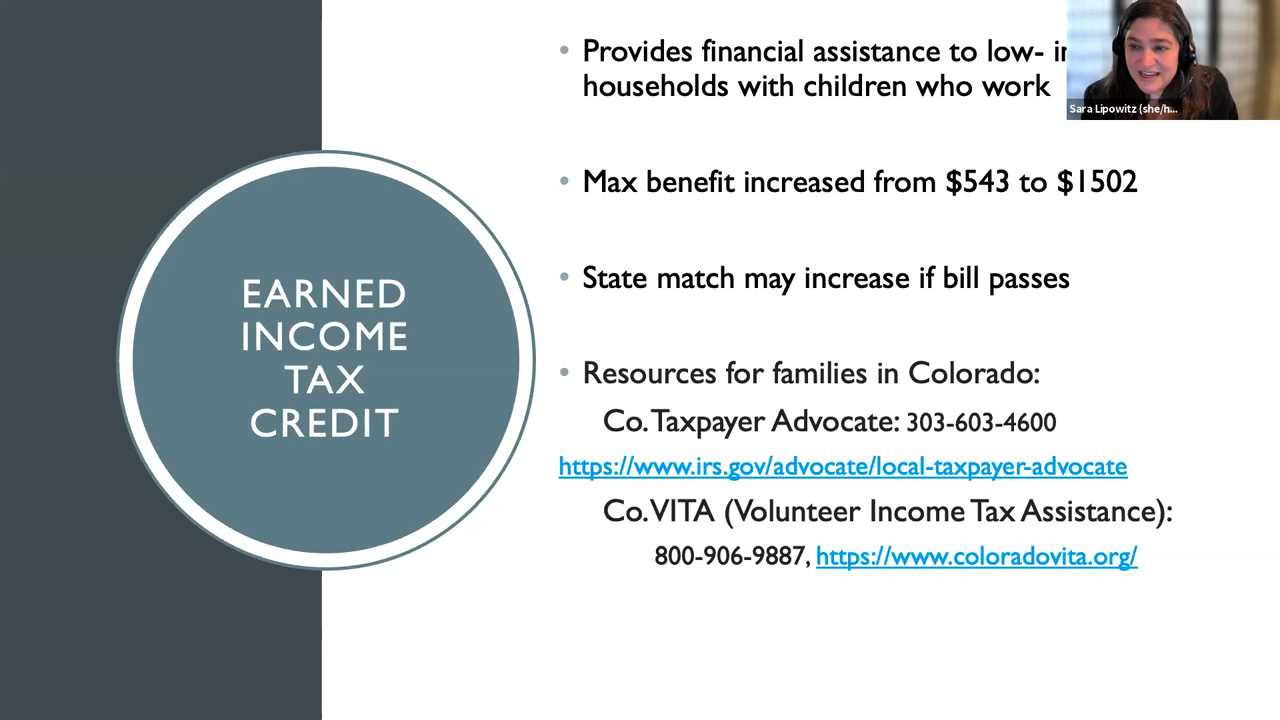 • Provides financial assistance to low-
households with children who work
• Max benefit increased from $543 to $1502
• State match may increase if bill passes
• Resources for families in Colorado:
Co. Taxpayer Advocate: 303-603-4600
https://www.irs.gov/advocate/local-taxpayer-advocate
Co. VITA (Volunteer Income Tax Assistance):
800-906-9887, https://www.coloradovita.org/
EARNED
INCOME
TAX
CREDIT
Sara Lipowitz (she/h...